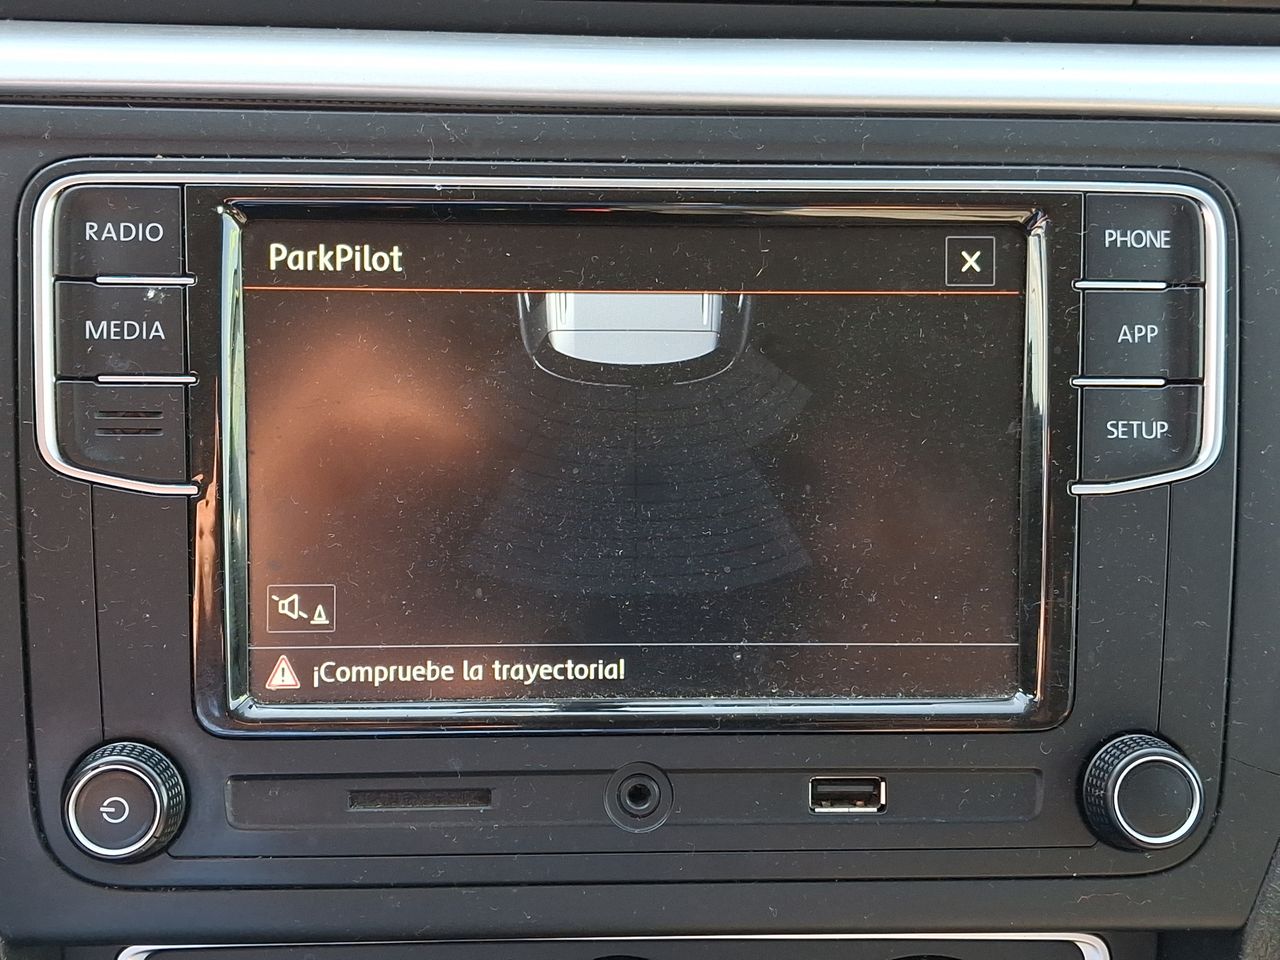 RADIO
MEDIA
ParkPilot
PHONE
APP
SETUP
¡Compruebe la trayectoria!